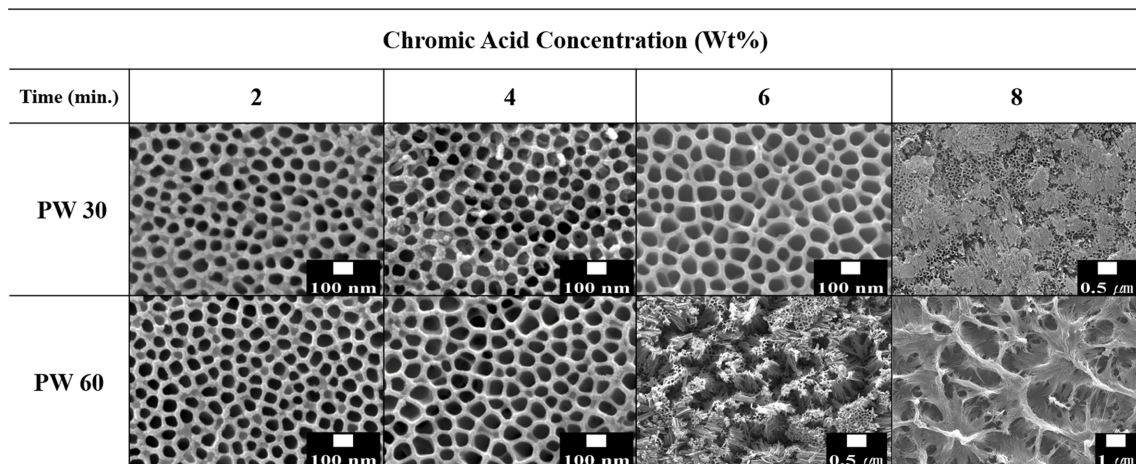 Chromic Acid Concentration (Wt%)
Time (min.) 2 4 6 8
PW 30
100 nm 100 nm 100 nm 0.5 μm
PW 60
100 nm 100 nm 0.5 μm 1 μm